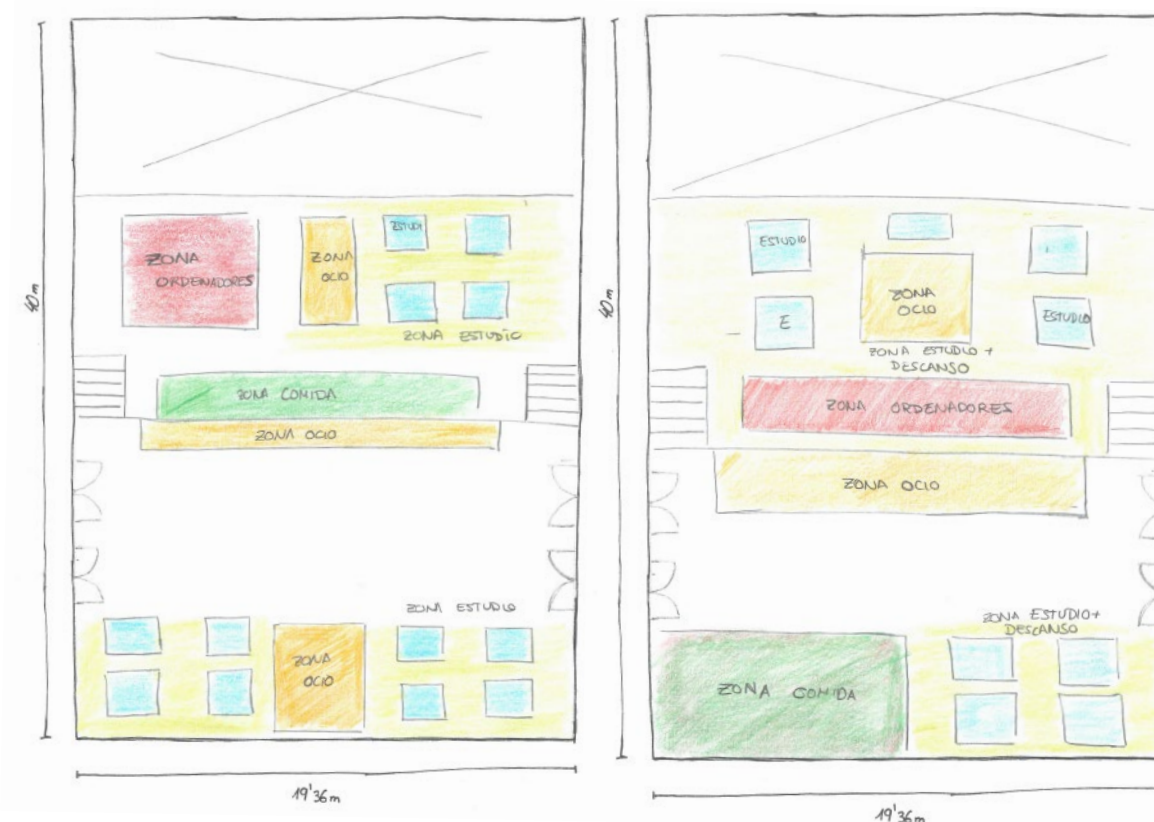 ZONA
ORDENADORES
ZONA
OCIO
ESTUDI
ZONA ESTUDIO
ZONA COMIDA
ZONA OCIO
40m
ZONA ESTUDIO
ZONA
OCIO
19'36m
ESTUDIO
E
ZONA
OCIO
ESTUDIO
ZONA ESTUDIO +
DESCANSO
ZONA ORDENADORES
ZONA OCIO
40m
ZONA ESTUDIO+
DESCANSO
ZONA COMIDA
19'36m